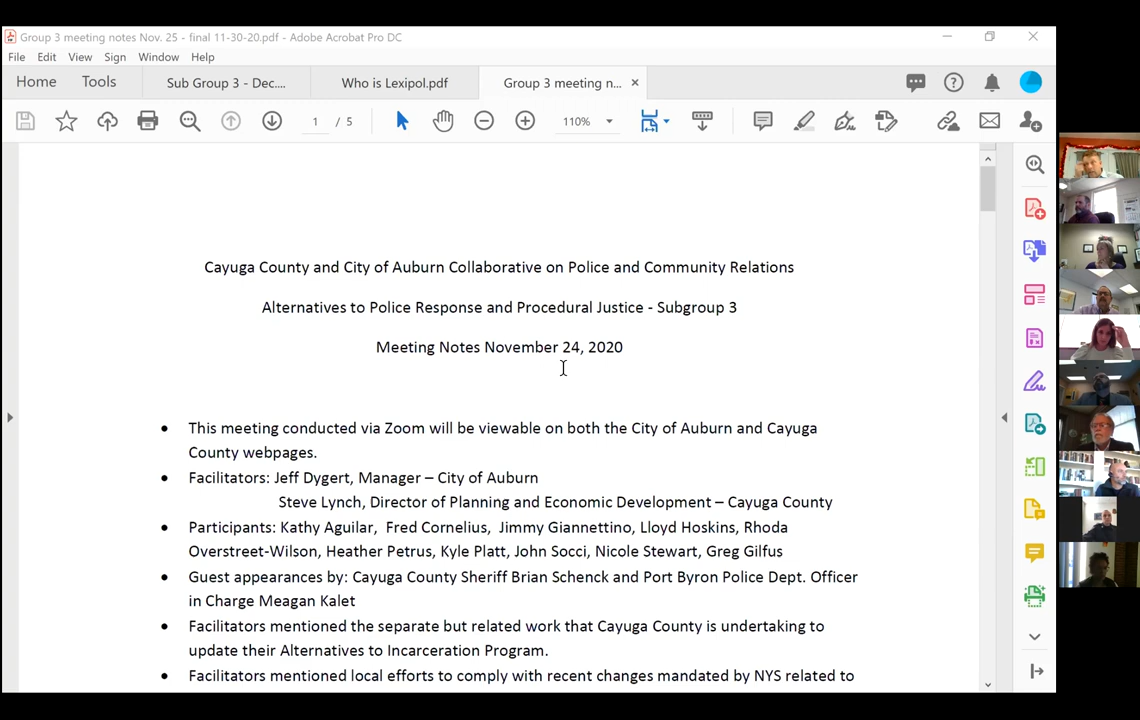 Group 3 meeting notes Nov. 25 - final 11-30-20.pdf - Adobe Acrobat Pro DC
File Edit View Sign Window Help
Home Tools Sub Group 3 - Dec.... Who is Lexipol.pdf Group 3 meeting n... ×
1 / 5 110%
Cayuga County and City of Auburn Collaborative on Police and Community Relations
Alternatives to Police Response and Procedural Justice - Subgroup 3
Meeting Notes November 24, 2020
• This meeting conducted via Zoom will be viewable on both the City of Auburn and Cayuga
County webpages.
• Facilitators: Jeff Dygert, Manager – City of Auburn
Steve Lynch, Director of Planning and Economic Development – Cayuga County
• Participants: Kathy Aguilar, Fred Cornelius, Jimmy Giannettino, Lloyd Hoskins, Rhoda
Overstreet-Wilson, Heather Petrus, Kyle Platt, John Socci, Nicole Stewart, Greg Gilfus
• Guest appearances by: Cayuga County Sheriff Brian Schenck and Port Byron Police Dept. Officer
in Charge Meagan Kalet
• Facilitators mentioned the separate but related work that Cayuga County is undertaking to
update their Alternatives to Incarceration Program.
• Facilitators mentioned local efforts to comply with recent changes mandated by NYS related to